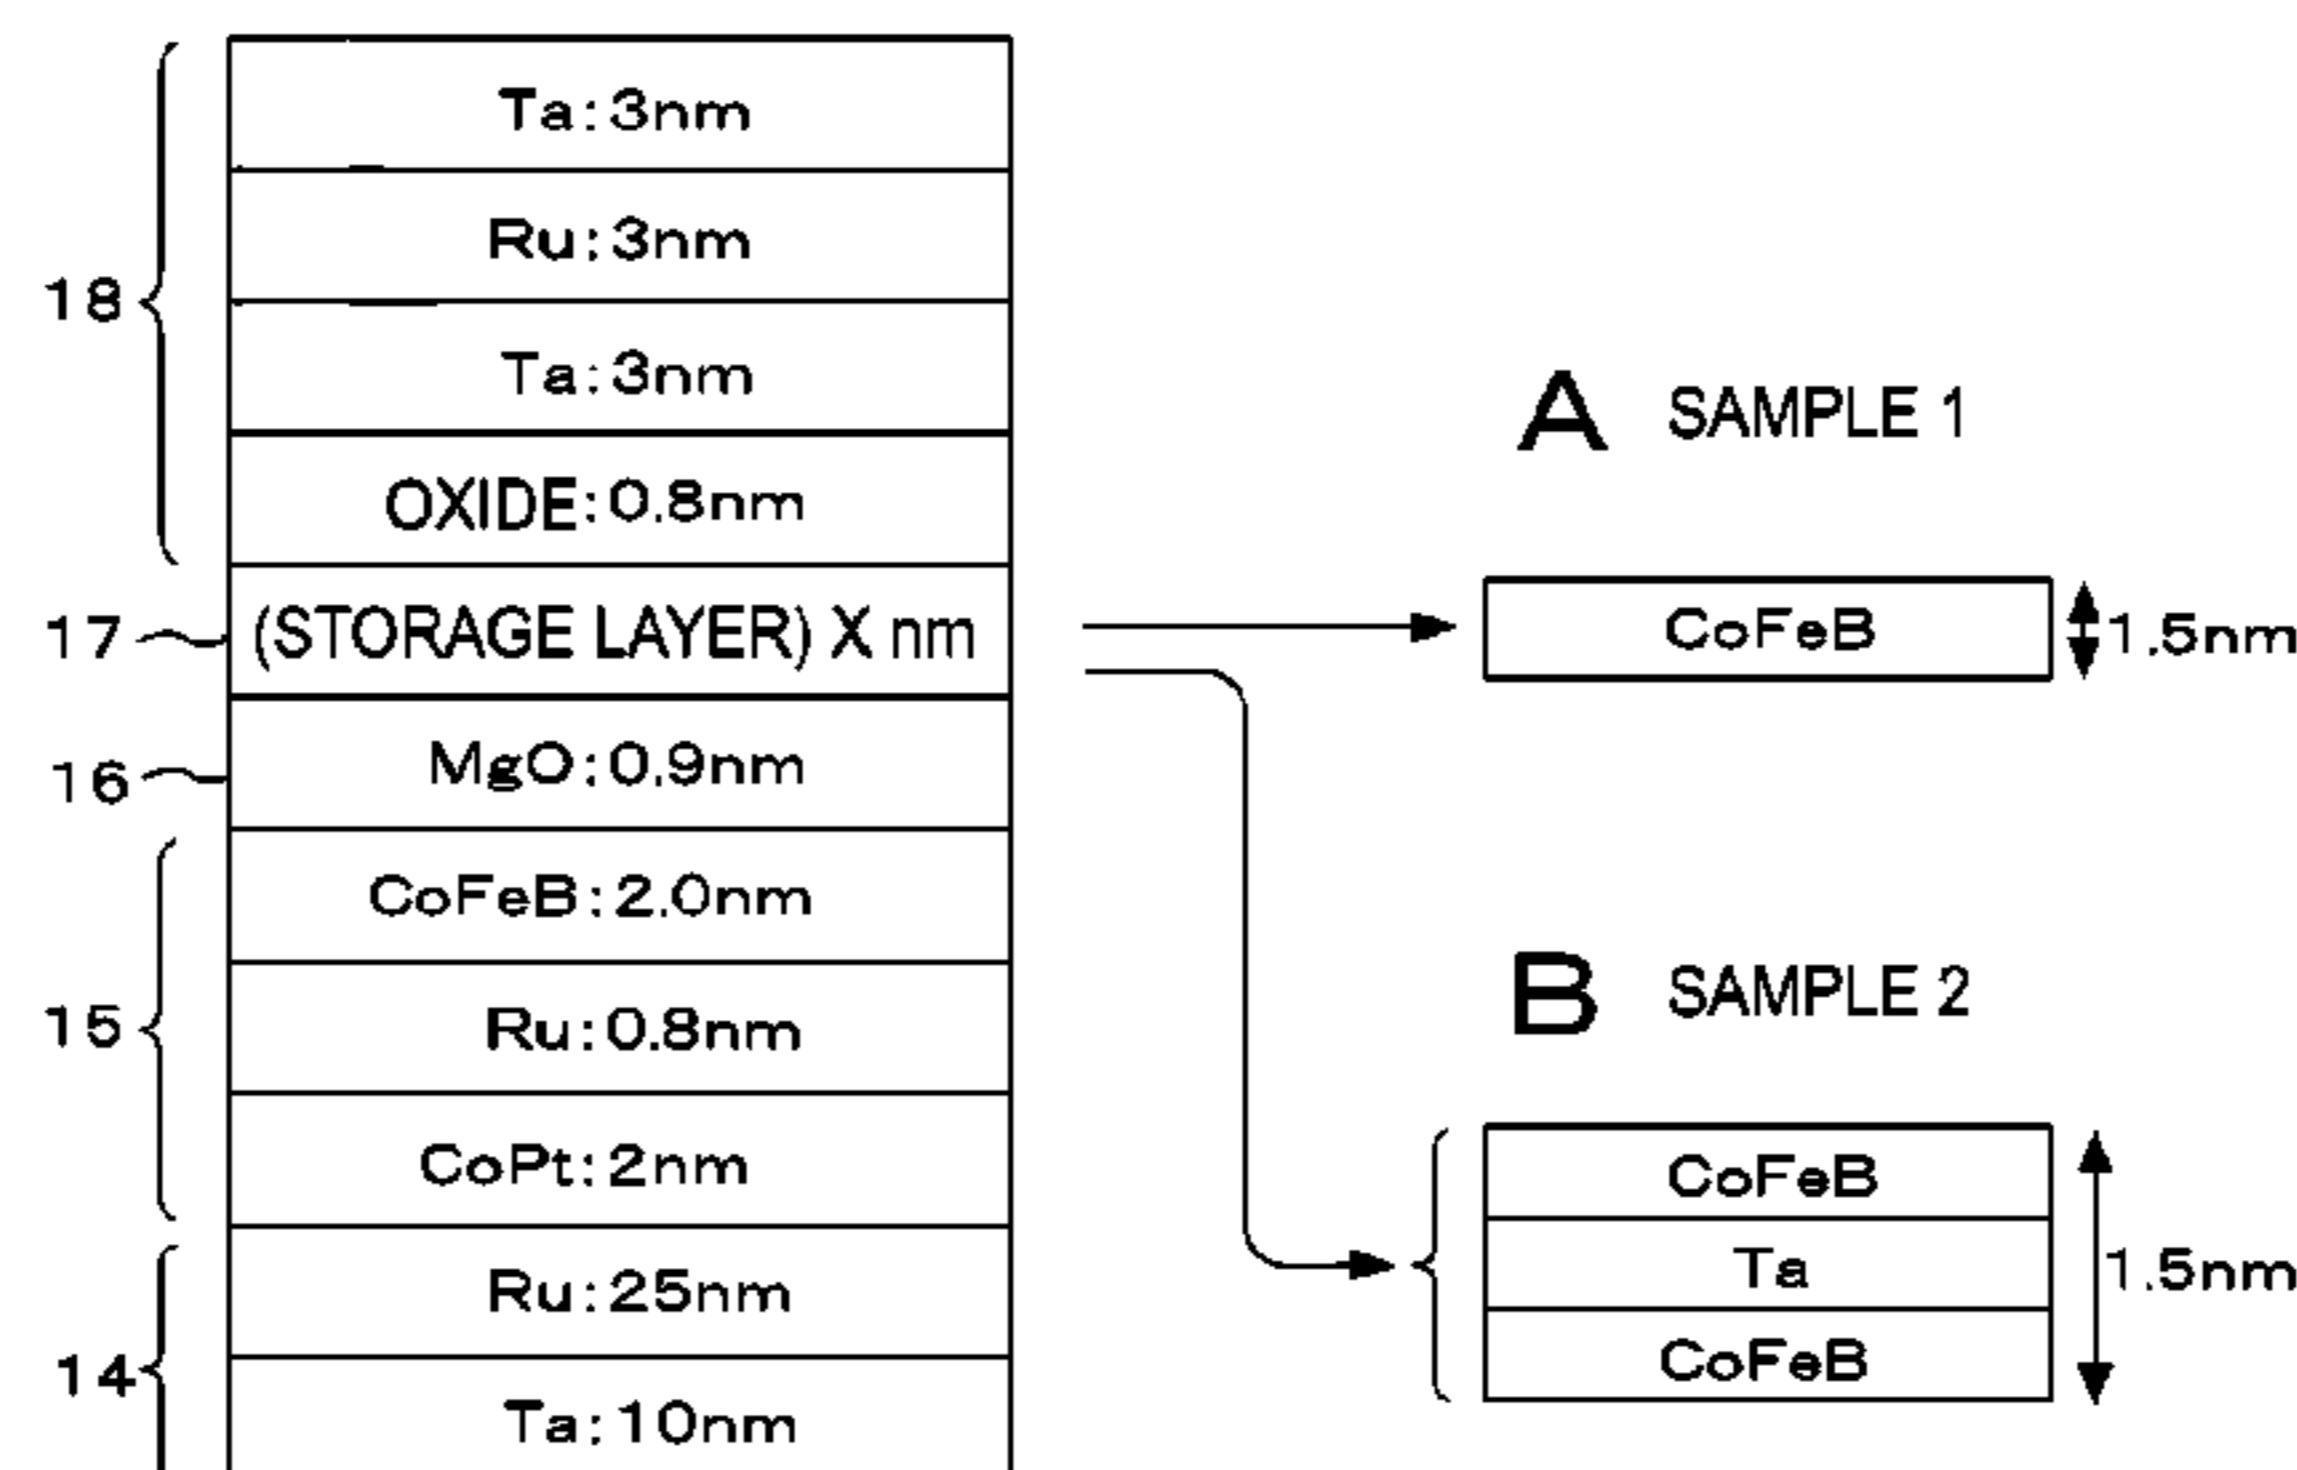 Ta:3nm
Ru:3nm
18
Ta:3nm
OXIDE:0.8nm
17
(STORAGE LAYER) X nm
16
MgO:0.9nm
CoFeB:2.0nm
15
Ru:0.8nm
CoPt:2nm
Ru:25nm
14
Ta:10nm
A SAMPLE 1
CoFeB
1.5nm
B SAMPLE 2
CoFeB
Ta
1.5nm
CoFeB